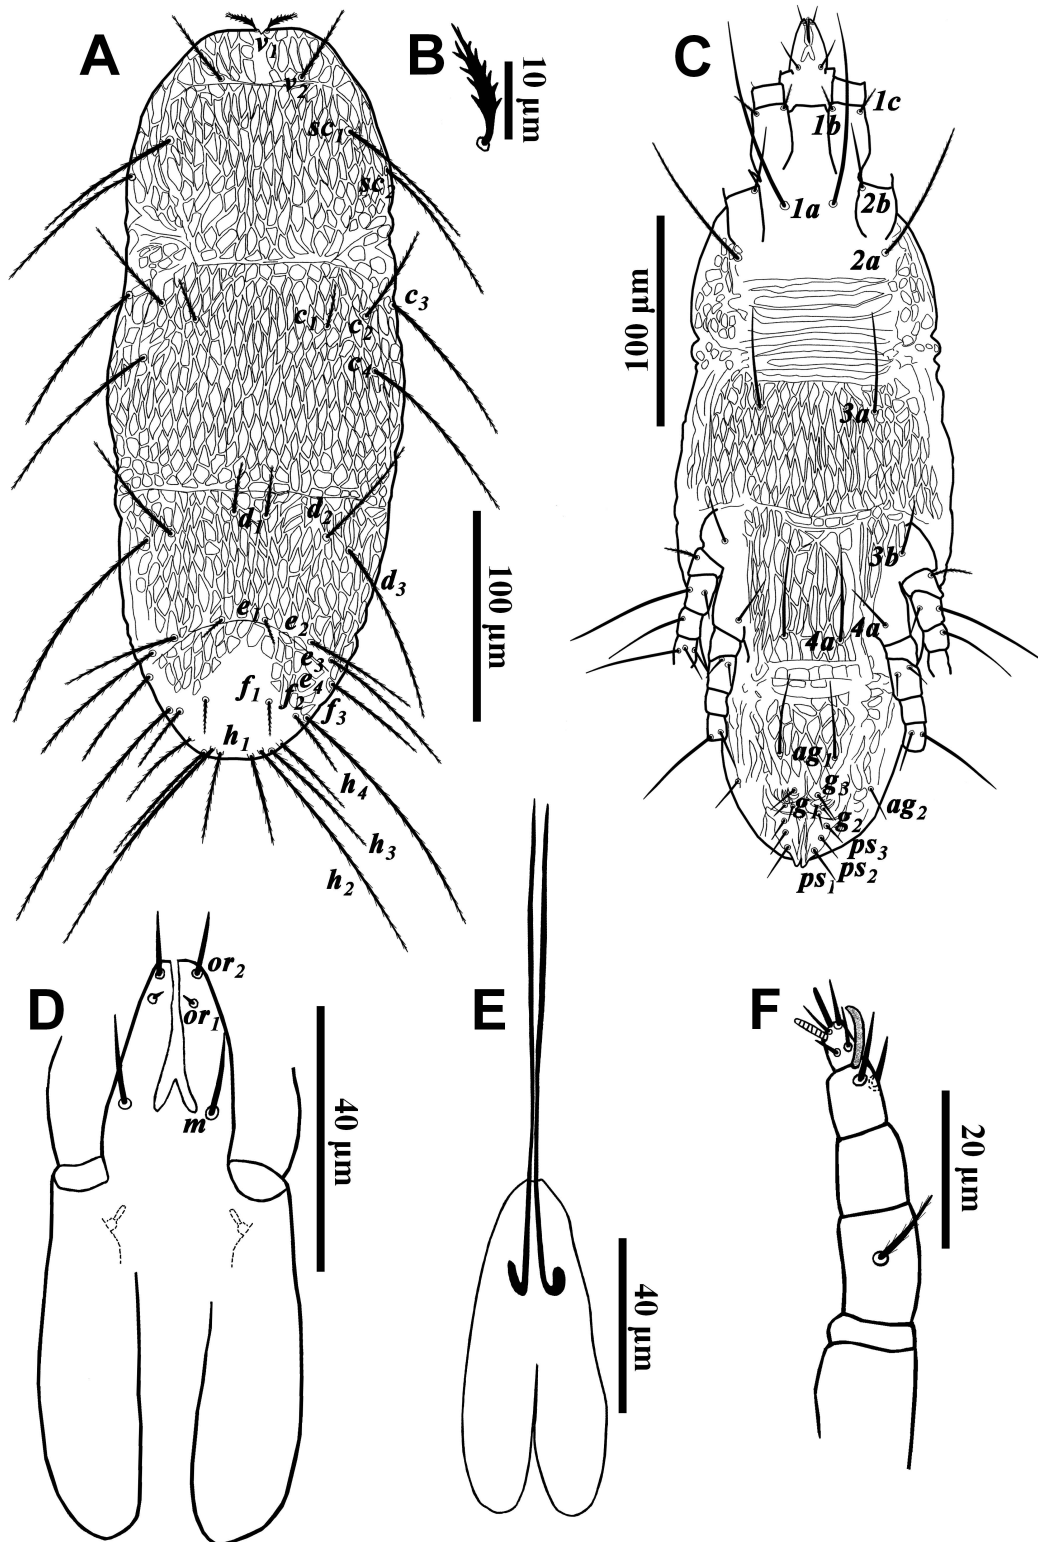 A
v1
v2
sc1
sc2
c1
c2
c3
c4
d1
d2
d3
e1
e2
e3
e4
f1
f2
f3
h1
h4
h3
h2
100 μm
B
10 μm
C
1c
1b
1a
2b
2a
100 μm
3a
3b
4a
4a
ag1
g3
g1
g2
ag2
ps3
ps2
ps1
D
or2
or1
m
40 μm
E
40 μm
F
20 μm